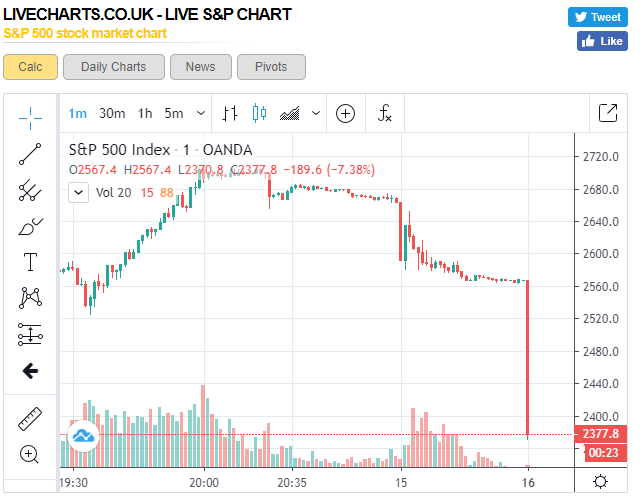 LIVECHARTS.CO.UK - LIVE S&P CHART
Tweet
S&P 500 stock market chart
Like
Calc
Daily Charts
News
Pivots
1m 30m 1h 5m
S&P 500 Index · 1 · OANDA
O2567.4 H2567.4 L2370.8 C2377.8 −189.6 (−7.38%)
Vol 20 15 88
2720.0
2680.0
2640.0
2600.0
2560.0
2520.0
2480.0
2440.0
2400.0
2377.8
00:23
19:30 20:00 20:35 15 16